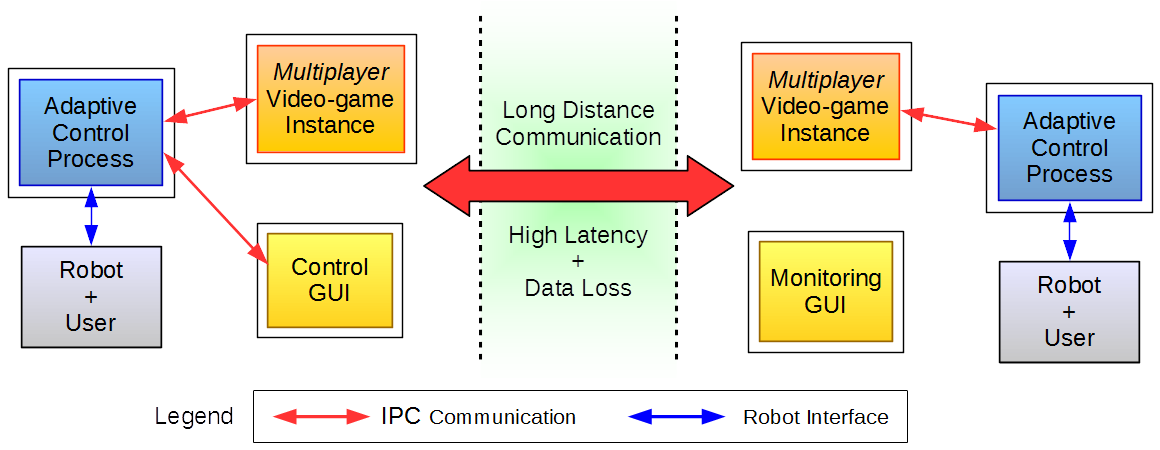 Adaptive
Control
Process
Multiplayer
Video-game
Instance
Robot
+
User
Control
GUI
Long Distance
Communication
High Latency
+
Data Loss
Multiplayer
Video-game
Instance
Adaptive
Control
Process
Monitoring
GUI
Robot
+
User
Legend
IPC Communication
Robot Interface